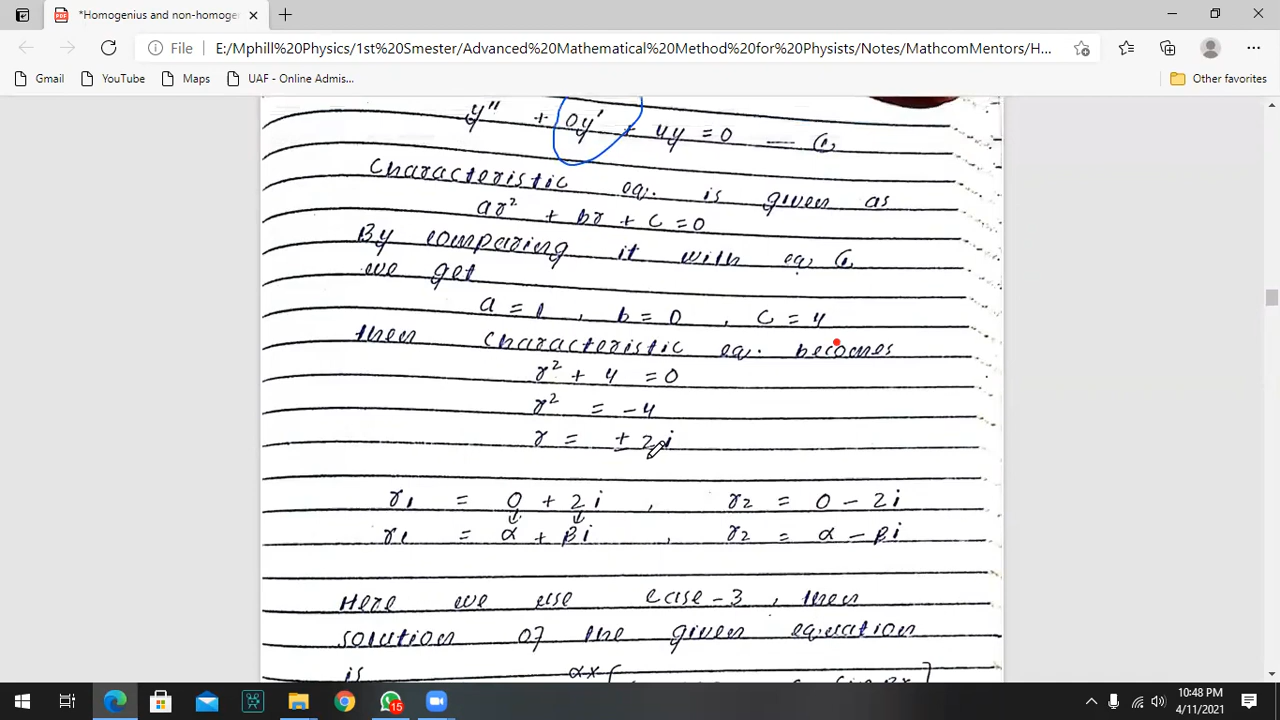 *Homogenius and non-homoge
File E:/Mphill%20Physics/1st%20Smester/Advanced%20Mathematical%20Method%20for%20Physists/Notes/MathcomMentors/H...
Gmail YouTube Maps UAF - Online Admis... Other favorites
y" + 0y' + 4y = 0 —
Characteristic eq. is given as
ar² + br + c = 0
By comparing it with eq
we get
a = 1 , b = 0 , c = 4
then characteristic eq. becomes
r² + 4 = 0
r² = -4
r = ± 2i
r1 = 0 + 2i , r2 = 0 - 2i
r1 = α + βi , r2 = α - βi
Here we use case-3, then
solution of the given equation
is αx
15
10:48 PM
4/11/2021